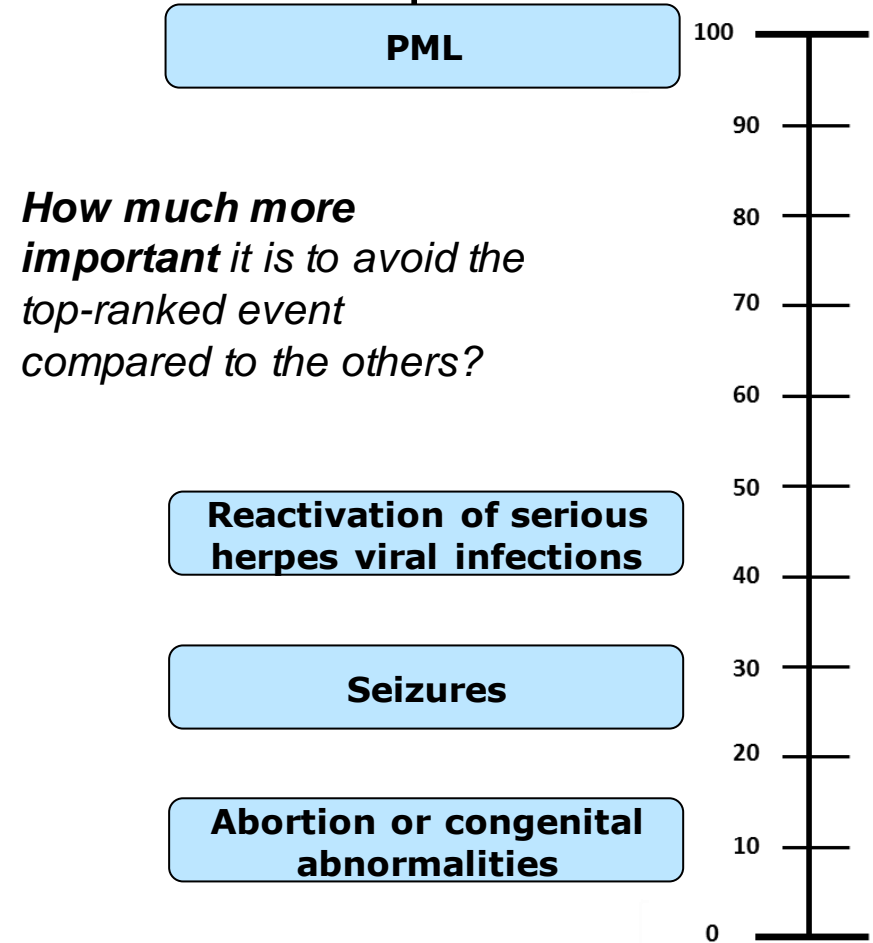 PML
100
90
How much more
important it is to avoid the
top-ranked event
compared to the others?
80
70
60
50
Reactivation of serious
herpes viral infections
40
30
Seizures
20
Abortion or congenital
abnormalities
10
0